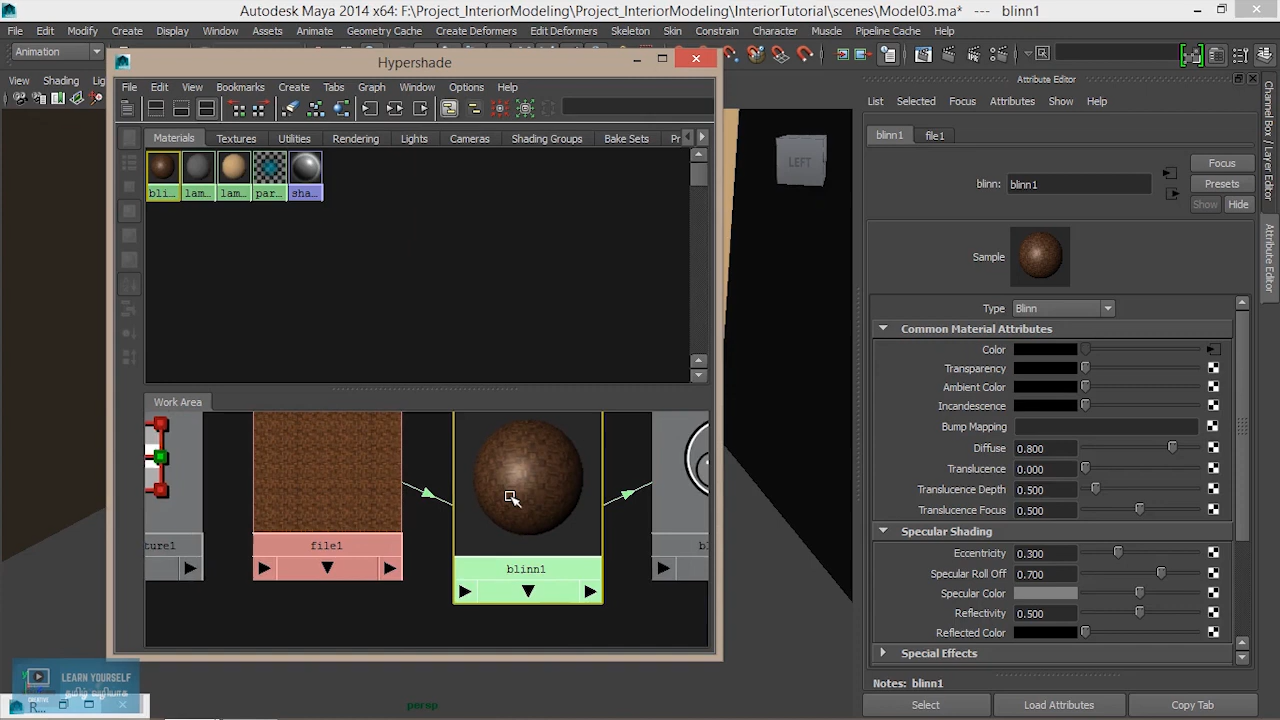 Autodesk Maya 2014 x64: F:\Project_InteriorModeling\Project_InteriorModeling\InteriorTutorial\scenes\Model03.ma* --- blinn1
File Edit Modify Create Display Window Assets Animate Geometry Cache Create Deformers Edit Deformers Skeleton Skin Constrain Character Muscle Pipeline Cache Help
Animation
View Shading Lig
Hypershade
File Edit View Bookmarks Create Tabs Graph Window Options Help
Materials Textures Utilities Rendering Lights Cameras Shading Groups Bake Sets Pr
bli... lam... lam... par... sha...
Work Area
ture1
file1
blinn1
bl
LEFT
persp
LEARN YOURSELF
தமிழ் வழியாக
CREATIVE
R...
Attribute Editor
List Selected Focus Attributes Show Help
blinn1 file1
Focus
blinn: blinn1
Presets
Show Hide
Sample
Type Blinn
Common Material Attributes
Color
Transparency
Ambient Color
Incandescence
Bump Mapping
Diffuse 0.800
Translucence 0.000
Translucence Depth 0.500
Translucence Focus 0.500
Specular Shading
Eccentricity 0.300
Specular Roll Off 0.700
Specular Color
Reflectivity 0.500
Reflected Color
Special Effects
Notes: blinn1
Select Load Attributes Copy Tab
Channel Box / Layer Editor
Attribute Editor